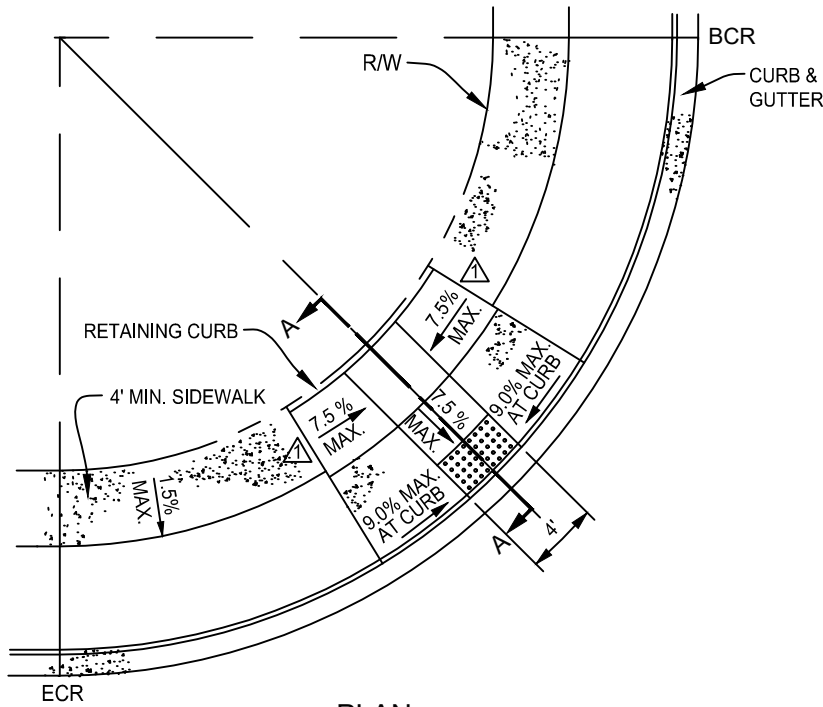 BCR
R/W
CURB &
GUTTER
1
7.5%
MAX.
A
RETAINING CURB
4' MIN. SIDEWALK
7.5 %
MAX.
7.5 %
MAX.
9.0% MAX.
AT CURB
1
1.5%
MAX.
9.0% MAX.
AT CURB
A
4'
ECR
PLAN